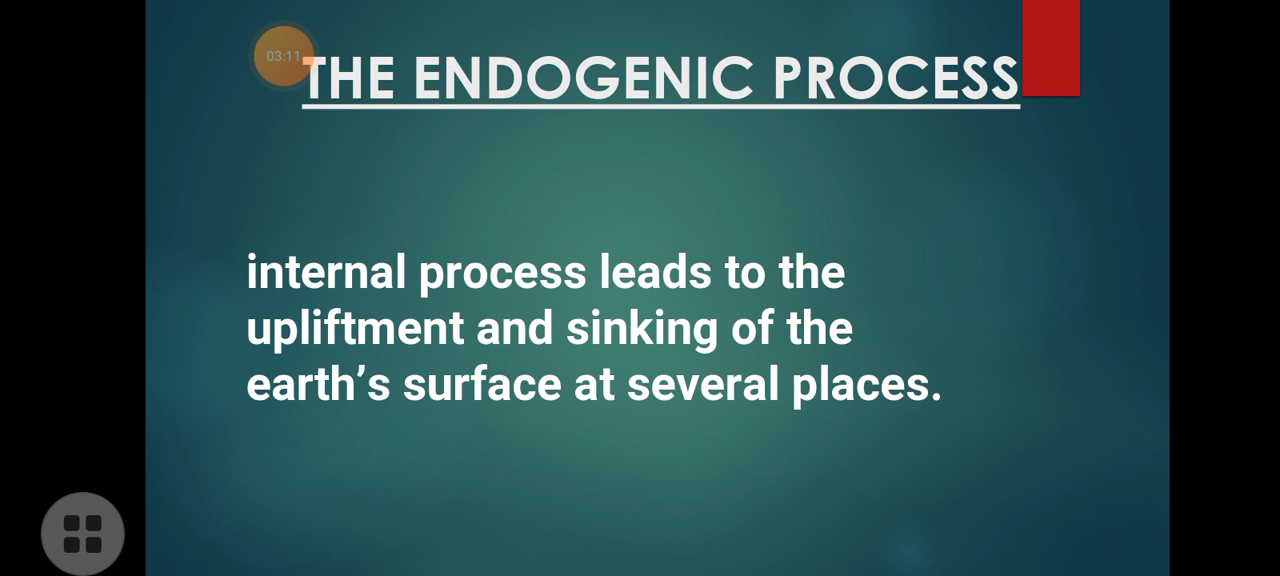 03:11
THE ENDOGENIC PROCESS
internal process leads to the
upliftment and sinking of the
earth’s surface at several places.